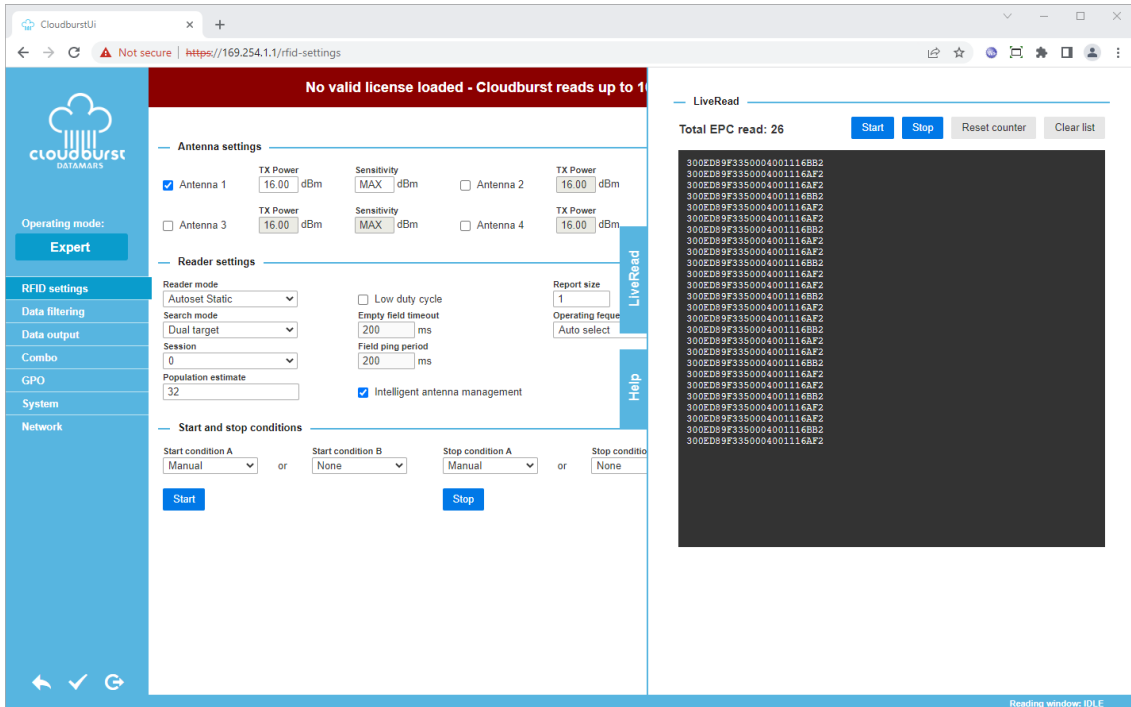 CloudburstUi
Not secure | https://169.254.1.1/rfid-settings
cloudburst
DATAMARS
Operating mode:
Expert
RFID settings
Data filtering
Data output
Combo
GPO
System
Network
No valid license loaded - Cloudburst reads up to
Antenna settings
TX Power
Sensitivity
TX Power
Antenna 1
16.00 dBm
MAX dBm
Antenna 2
16.00 dBm
TX Power
Sensitivity
TX Power
Antenna 3
16.00 dBm
MAX dBm
Antenna 4
16.00 dBm
Reader settings
Reader mode
Report size
Autoset Static
Low duty cycle
1
Search mode
Empty field timeout
Operating feque
Dual target
200 ms
Auto select
Session
Field ping period
0
200 ms
Population estimate
32
Intelligent antenna management
Start and stop conditions
Start condition A
Start condition B
Stop condition A
Stop conditio
Manual or None
Manual or None
Start
Stop
LiveRead
Help
LiveRead
Total EPC read: 26
Start
Stop
Reset counter
Clear list
300ED89F3350004001116BB2
300ED89F3350004001116AF2
300ED89F3350004001116AF2
300ED89F3350004001116BB2
300ED89F3350004001116AF2
300ED89F3350004001116AF2
300ED89F3350004001116BB2
300ED89F3350004001116AF2
300ED89F3350004001116AF2
300ED89F3350004001116BB2
300ED89F3350004001116AF2
300ED89F3350004001116AF2
300ED89F3350004001116BB2
300ED89F3350004001116AF2
300ED89F3350004001116AF2
300ED89F3350004001116BB2
300ED89F3350004001116AF2
300ED89F3350004001116AF2
300ED89F3350004001116BB2
300ED89F3350004001116AF2
300ED89F3350004001116AF2
300ED89F3350004001116BB2
300ED89F3350004001116AF2
300ED89F3350004001116AF2
300ED89F3350004001116BB2
300ED89F3350004001116AF2
Reading window: IDLE